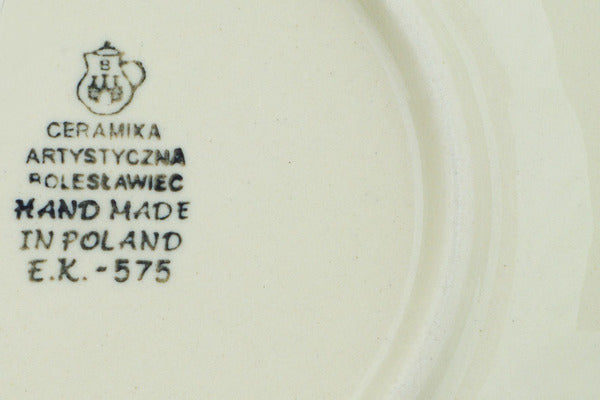 B
CERAMIKA
ARTYSTYCZNA
BOLESŁAWIEC
HAND MADE
IN POLAND
E.K. - 575